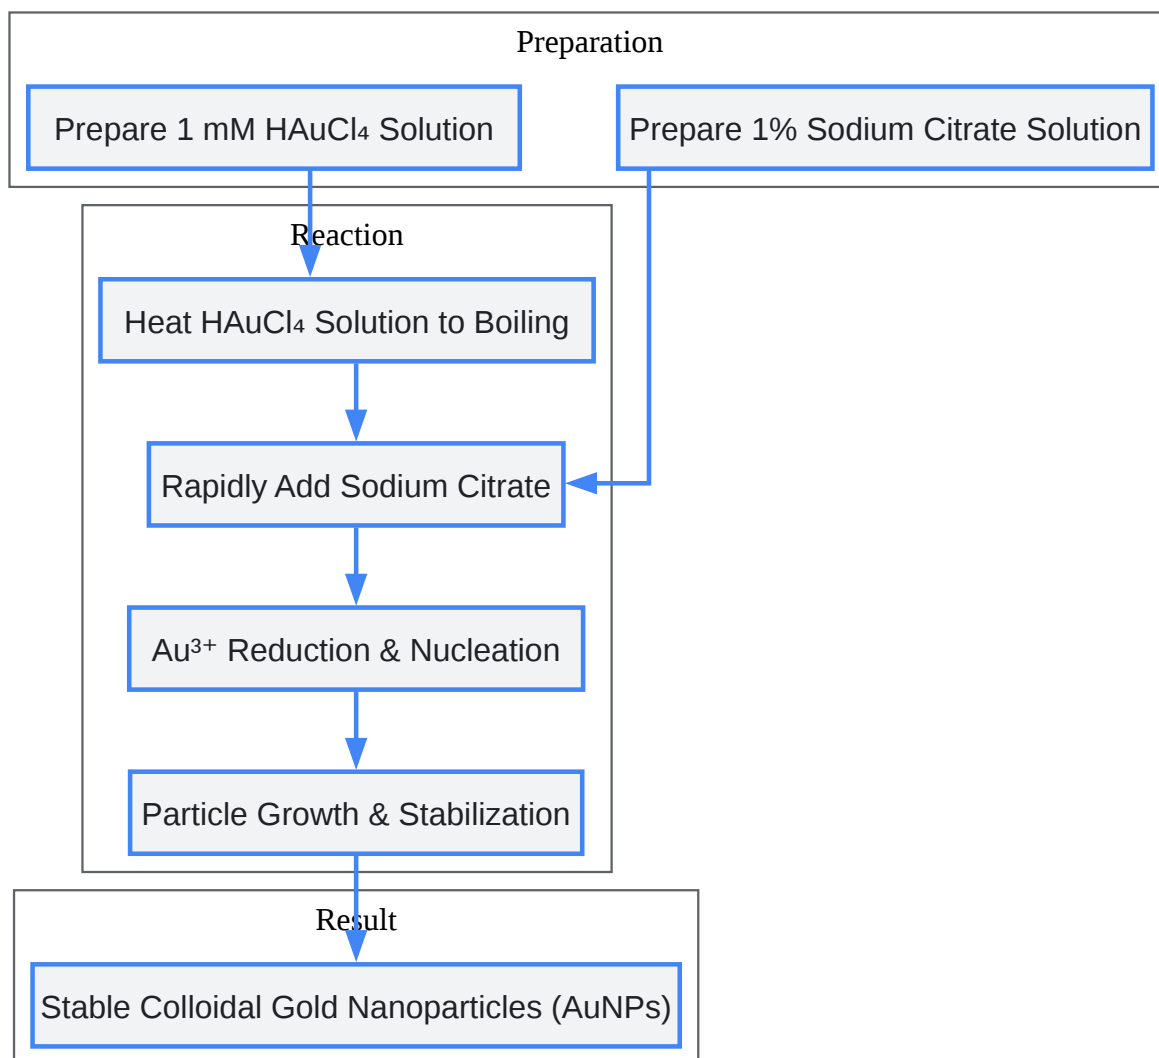 Preparation
Prepare 1 mM HAuCl₄ Solution
Prepare 1% Sodium Citrate Solution
Reaction
Heat HAuCl₄ Solution to Boiling
Rapidly Add Sodium Citrate
Au³⁺ Reduction & Nucleation
Particle Growth & Stabilization
Result
Stable Colloidal Gold Nanoparticles (AuNPs)